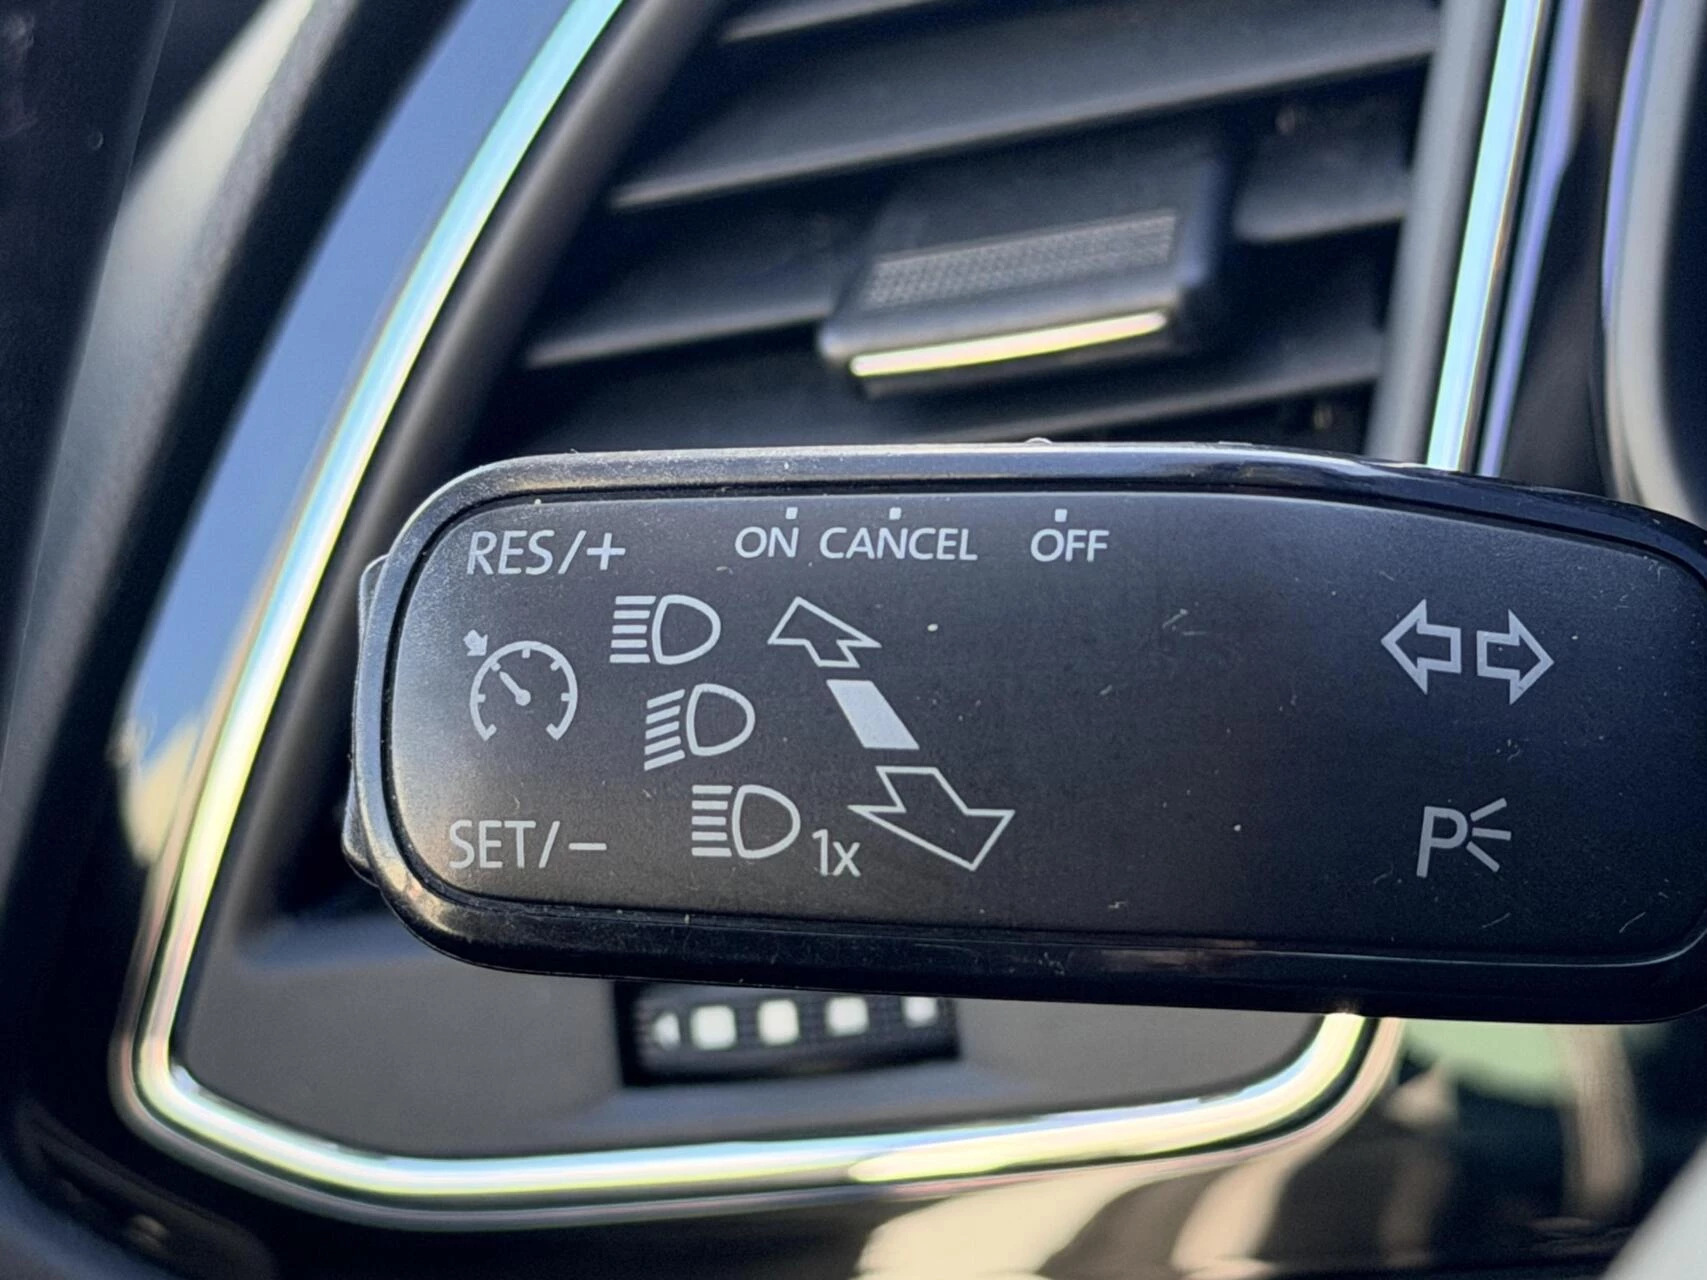 RES/+ ON CANCEL OFF
1x
SET/−
P